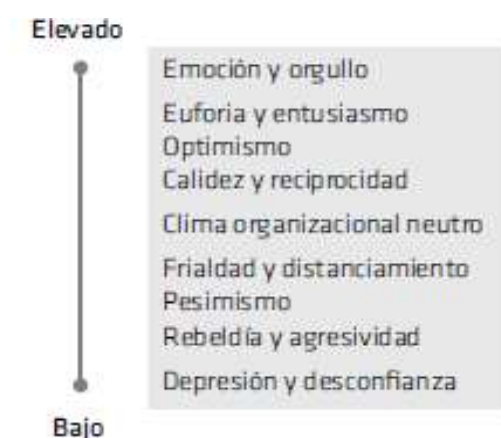 Elevado
Emoción y orgullo
Euforia y entusiasmo
Optimismo
Calidez y reciprocidad
Clima organizacional neutro
Frialdad y distanciamiento
Pesimismo
Rebeldía y agresividad
Depresión y desconfianza
Bajo